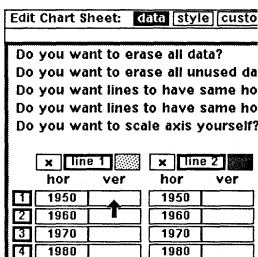 Edit Chart Sheet: data style custo
Do you want to erase all data?
Do you want to erase all unused da
Do you want lines to have same ho
Do you want lines to have same ho
Do you want to scale axis yourself?
x line 1 x line 2
hor ver hor ver
1 1950 1950
2 1960 1960
3 1970 1970
4 1980 1980